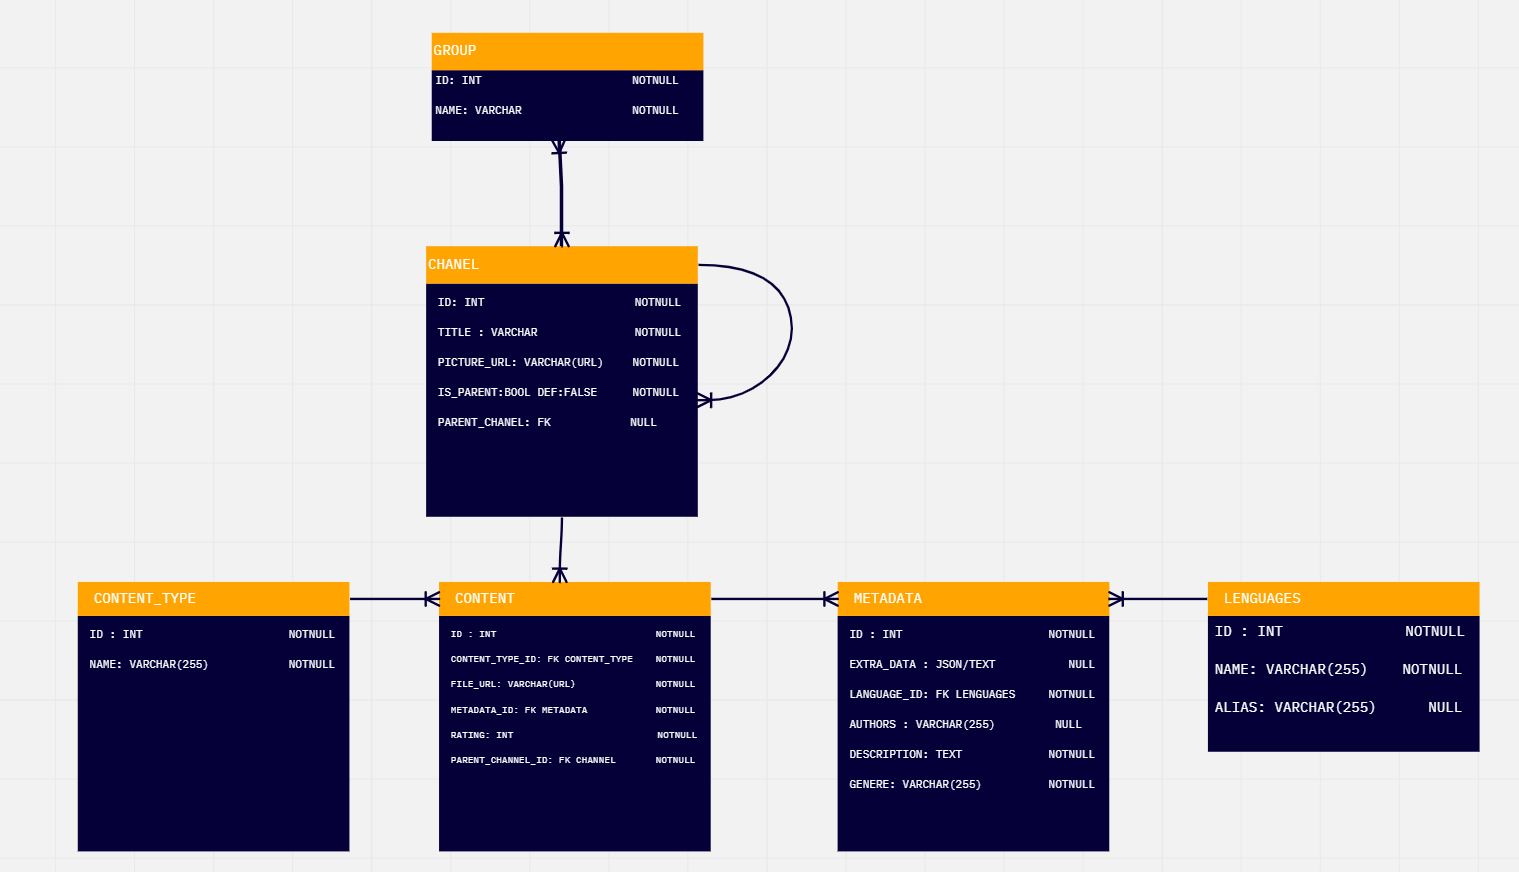 GROUP
ID: INT NOTNULL
NAME: VARCHAR NOTNULL
CHANEL
ID: INT NOTNULL
TITLE : VARCHAR NOTNULL
PICTURE_URL: VARCHAR(URL) NOTNULL
IS_PARENT:BOOL DEF:FALSE NOTNULL
PARENT_CHANEL: FK NULL
CONTENT_TYPE
ID : INT NOTNULL
NAME: VARCHAR(255) NOTNULL
CONTENT
ID : INT NOTNULL
CONTENT_TYPE_ID: FK CONTENT_TYPE NOTNULL
FILE_URL: VARCHAR(URL) NOTNULL
METADATA_ID: FK METADATA NOTNULL
RATING: INT NOTNULL
PARENT_CHANNEL_ID: FK CHANNEL NOTNULL
METADATA
ID : INT NOTNULL
EXTRA_DATA : JSON/TEXT NULL
LANGUAGE_ID: FK LENGUAGES NOTNULL
AUTHORS : VARCHAR(255) NULL
DESCRIPTION: TEXT NOTNULL
GENERE: VARCHAR(255) NOTNULL
LENGUAGES
ID : INT NOTNULL
NAME: VARCHAR(255) NOTNULL
ALIAS: VARCHAR(255) NULL